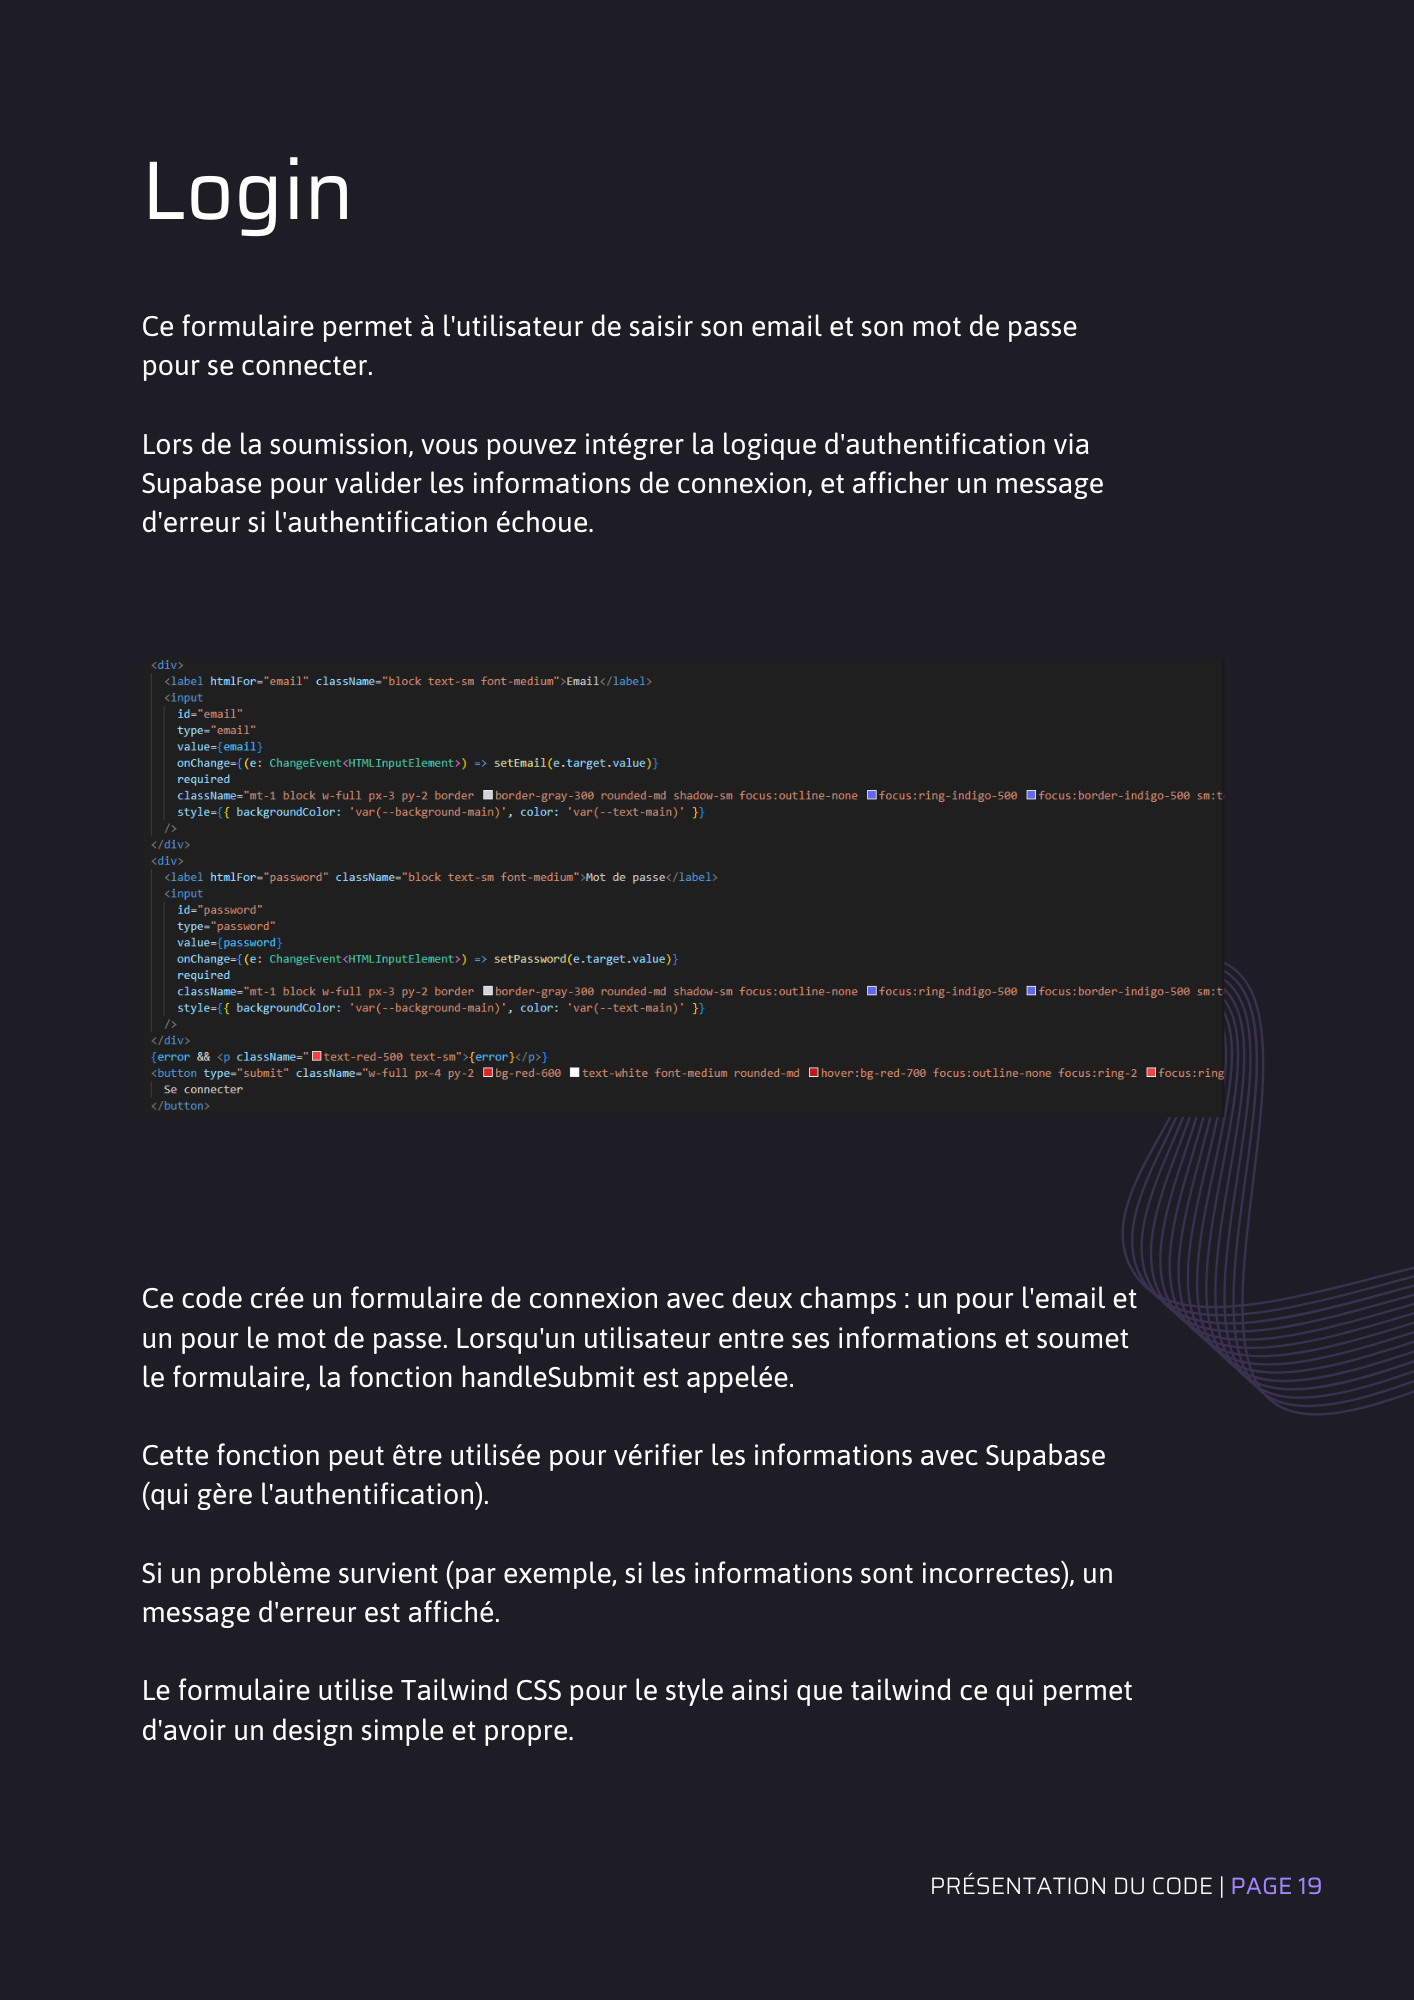 Login
Ce formulaire permet à l'utilisateur de saisir son email et son mot de passe
pour se connecter.
Lors de la soumission, vous pouvez intégrer la logique d'authentification via
Supabase pour valider les informations de connexion, et afficher un message
d'erreur si l'authentification échoue.
<div>
<label htmlFor="email" className="block text-sm font-medium">Email</label>
<input
id="email"
type="email"
value={email}
onChange={(e: ChangeEvent<HTMLInputElement>) => setEmail(e.target.value)}
required
className="mt-1 block w-full px-3 py-2 border border-gray-300 rounded-md shadow-sm focus:outline-none focus:ring-indigo-500 focus:border-indigo-500 sm:t
style={{ backgroundColor: 'var(--background-main)', color: 'var(--text-main)' }}
/>
</div>
<div>
<label htmlFor="password" className="block text-sm font-medium">Mot de passe</label>
<input
id="password"
type="password"
value={password}
onChange={(e: ChangeEvent<HTMLInputElement>) => setPassword(e.target.value)}
required
className="mt-1 block w-full px-3 py-2 border border-gray-300 rounded-md shadow-sm focus:outline-none focus:ring-indigo-500 focus:border-indigo-500 sm:t
style={{ backgroundColor: 'var(--background-main)', color: 'var(--text-main)' }}
/>
</div>
{error && <p className="text-red-500 text-sm">{error}</p>}
<button type="submit" className="w-full px-4 py-2 bg-red-600 text-white font-medium rounded-md hover:bg-red-700 focus:outline-none focus:ring-2 focus:ring
Se connecter
</button>
Ce code crée un formulaire de connexion avec deux champs : un pour l'email et
un pour le mot de passe. Lorsqu'un utilisateur entre ses informations et soumet
le formulaire, la fonction handleSubmit est appelée.
Cette fonction peut être utilisée pour vérifier les informations avec Supabase
(qui gère l'authentification).
Si un problème survient (par exemple, si les informations sont incorrectes), un
message d'erreur est affiché.
Le formulaire utilise Tailwind CSS pour le style ainsi que tailwind ce qui permet
d'avoir un design simple et propre.
PRÉSENTATION DU CODE | PAGE 19